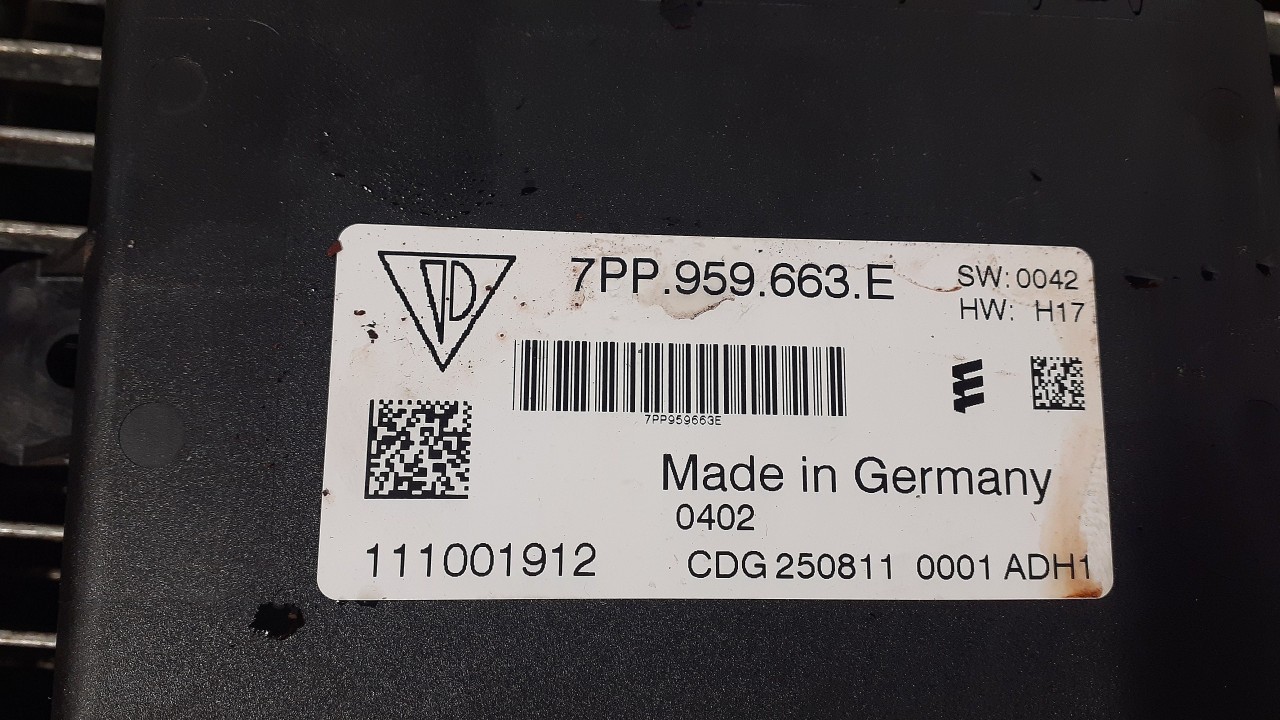 7PP.959.663.E
SW: 0042
HW: H17
7PP959663E
Made in Germany
0402
111001912
CDG 250811 0001 ADH1